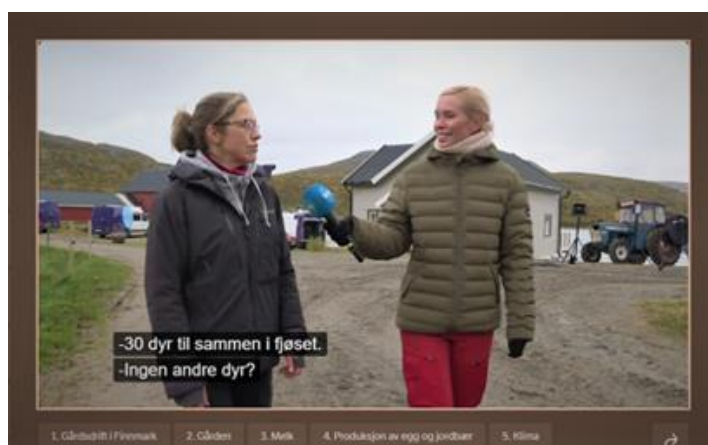 -30 dyr til sammen i fjøset.
-Ingen andre dyr?
1. Gårdsdrift i Finnmark
2. Gården
3. Melk
4. Produksjon av egg og jordbær
5. Klima